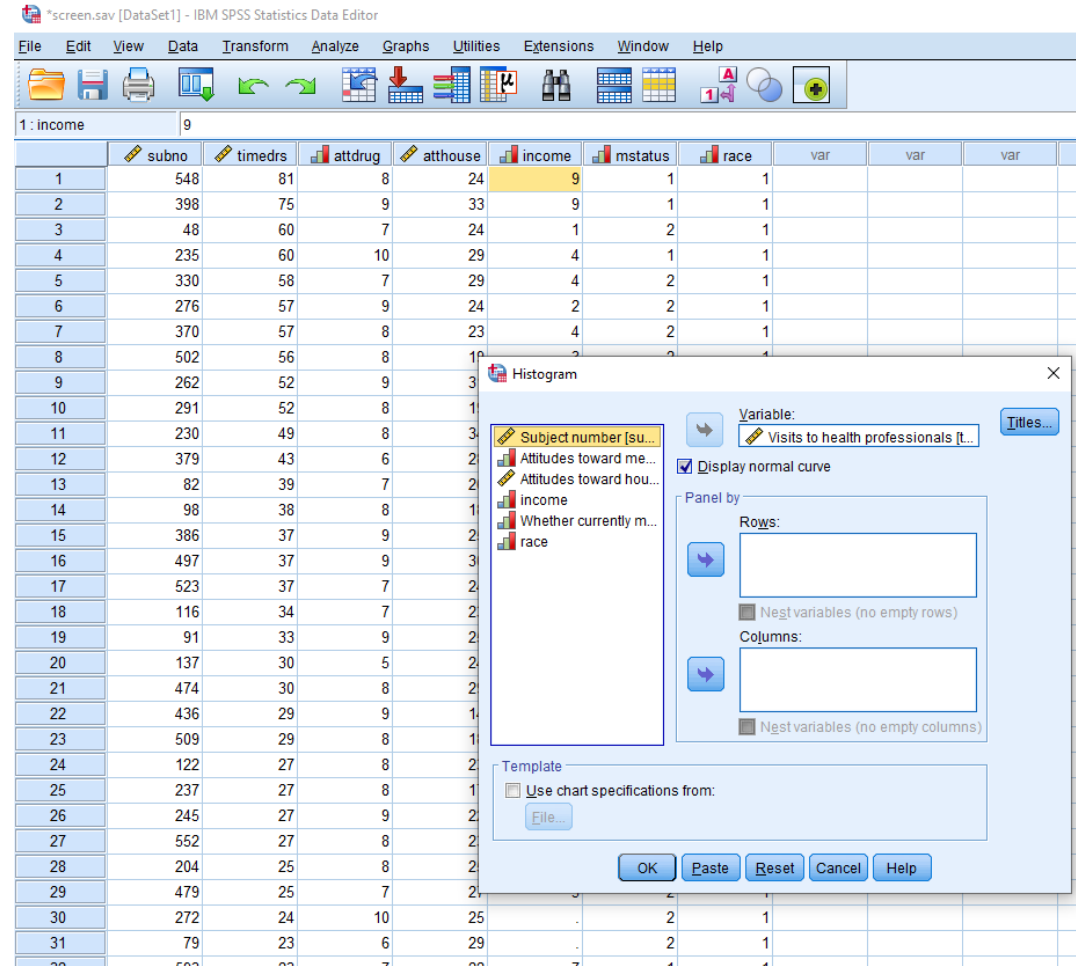 *screen.sav [DataSet1] - IBM SPSS Statistics Data Editor
File Edit View Data Transform Analyze Graphs Utilities Extensions Window Help
1 : income 9
subno timedrs attdrug atthouse income mstatus race var var var
1 548 81 8 24 9 1 1
2 398 75 9 33 9 1 1
3 48 60 7 24 1 2 1
4 235 60 10 29 4 1 1
5 330 58 7 29 4 2 1
6 276 57 9 24 2 2 1
7 370 57 8 23 4 2 1
8 502 56 8
9 262 52 9
10 291 52 8
11 230 49 8
12 379 43 6
13 82 39 7
14 98 38 8
15 386 37 9
16 497 37 9
17 523 37 7
18 116 34 7
19 91 33 9
20 137 30 5
21 474 30 8
22 436 29 9
23 509 29 8
24 122 27 8
25 237 27 8
26 245 27 9
27 552 27 8
28 204 25 8
29 479 25 7
30 272 24 10 25 . 2 1
31 79 23 6 29 . 2 1
Histogram
Subject number [su...
Attitudes toward me...
Attitudes toward hou...
income
Whether currently m...
race
Variable:
Visits to health professionals [t...
Titles...
Display normal curve
Panel by
Rows:
Nest variables (no empty rows)
Columns:
Nest variables (no empty columns)
Template
Use chart specifications from:
File...
OK Paste Reset Cancel Help